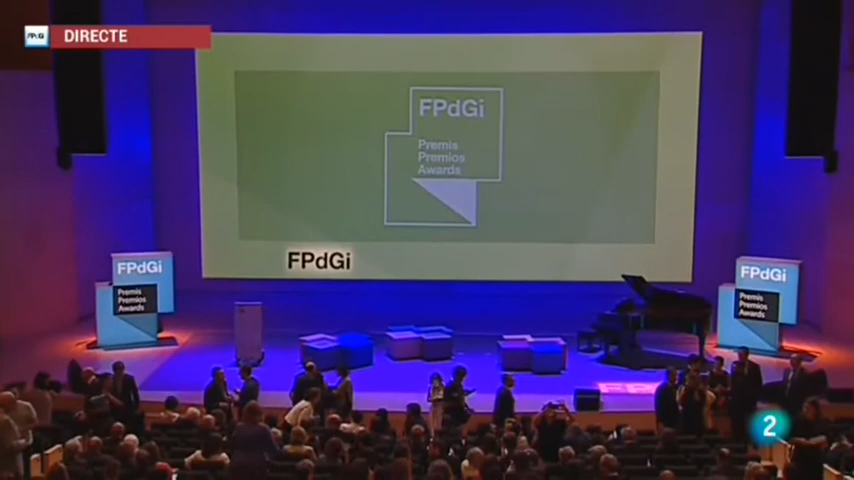 FPdGi DIRECTE
FPdGi
Premis
Premios
Awards
FPdGi
FPdGi
Premis
Premios
Awards
FPdGi
Premis
Premios
Awards
2